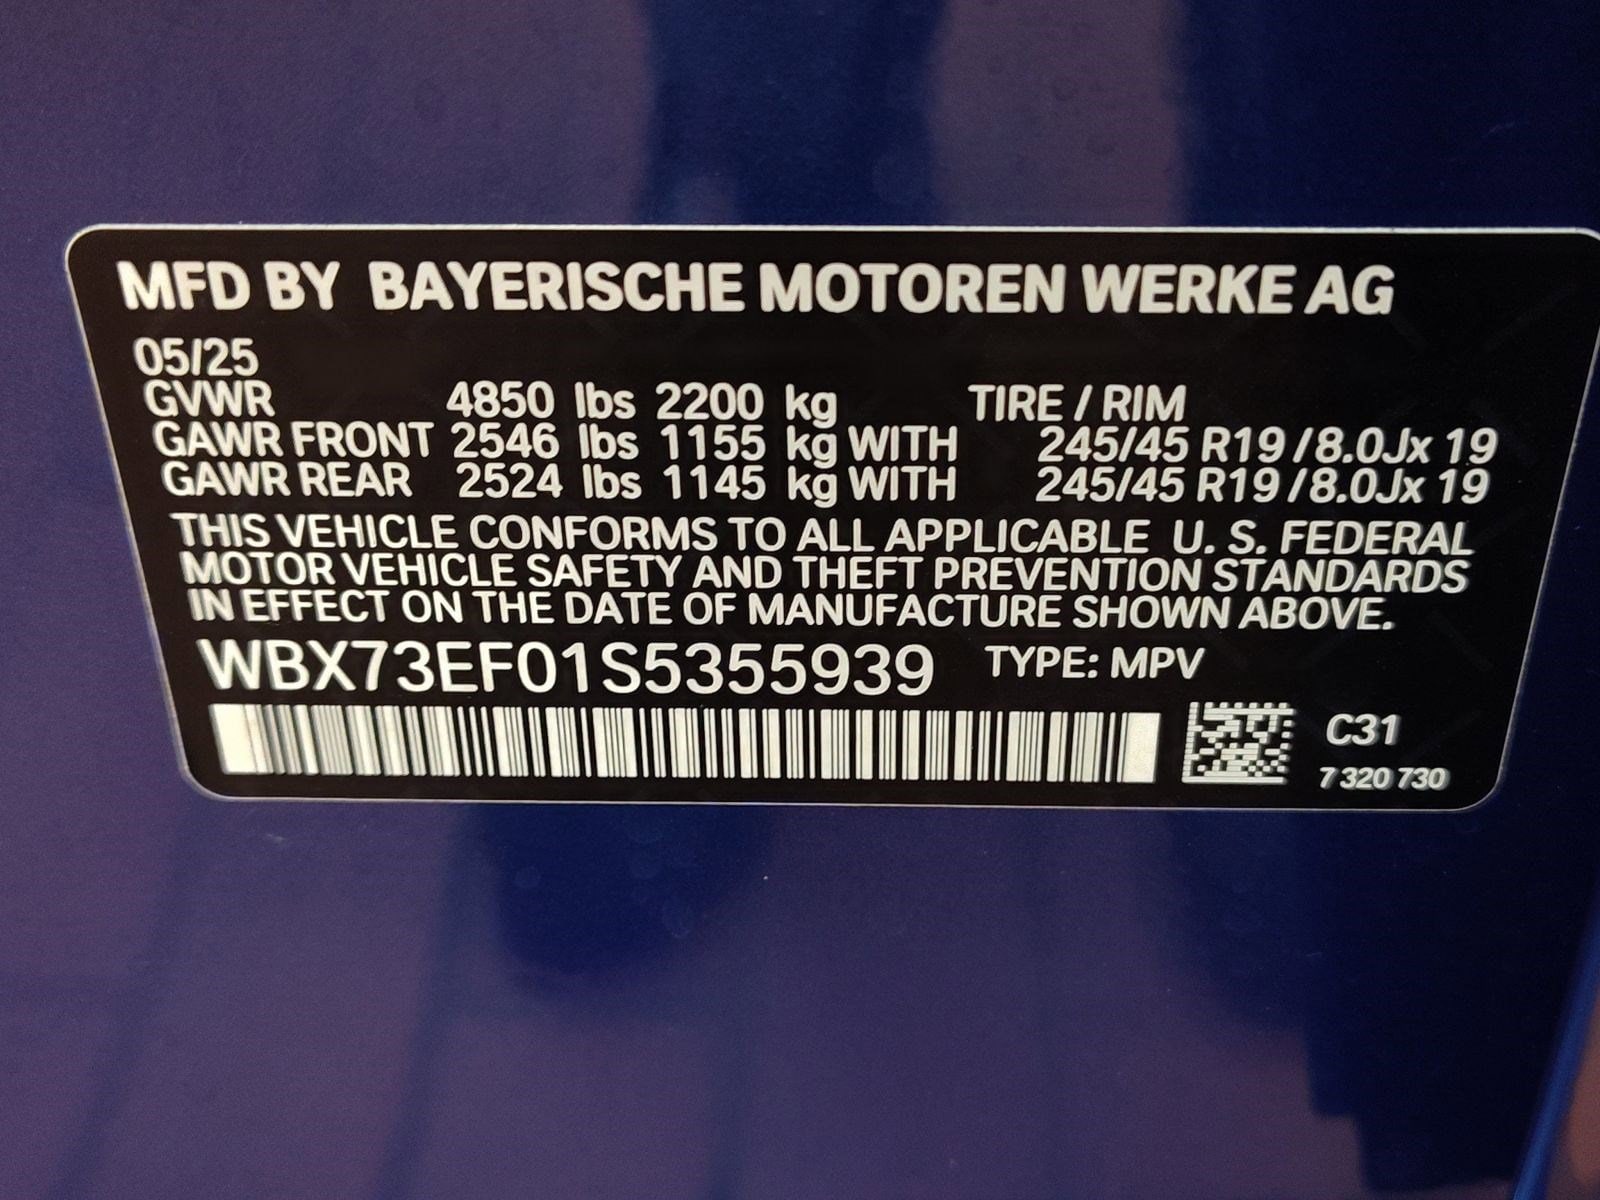 MFD BY BAYERISCHE MOTOREN WERKE AG
05/25
GVWR 4850 lbs 2200 kg TIRE / RIM
GAWR FRONT 2546 lbs 1155 kg WITH 245/45 R19 /8.0Jx 19
GAWR REAR 2524 lbs 1145 kg WITH 245/45 R19 /8.0Jx 19
THIS VEHICLE CONFORMS TO ALL APPLICABLE U. S. FEDERAL
MOTOR VEHICLE SAFETY AND THEFT PREVENTION STANDARDS
IN EFFECT ON THE DATE OF MANUFACTURE SHOWN ABOVE.
WBX73EF01S5355939 TYPE: MPV
C31
7 320 730